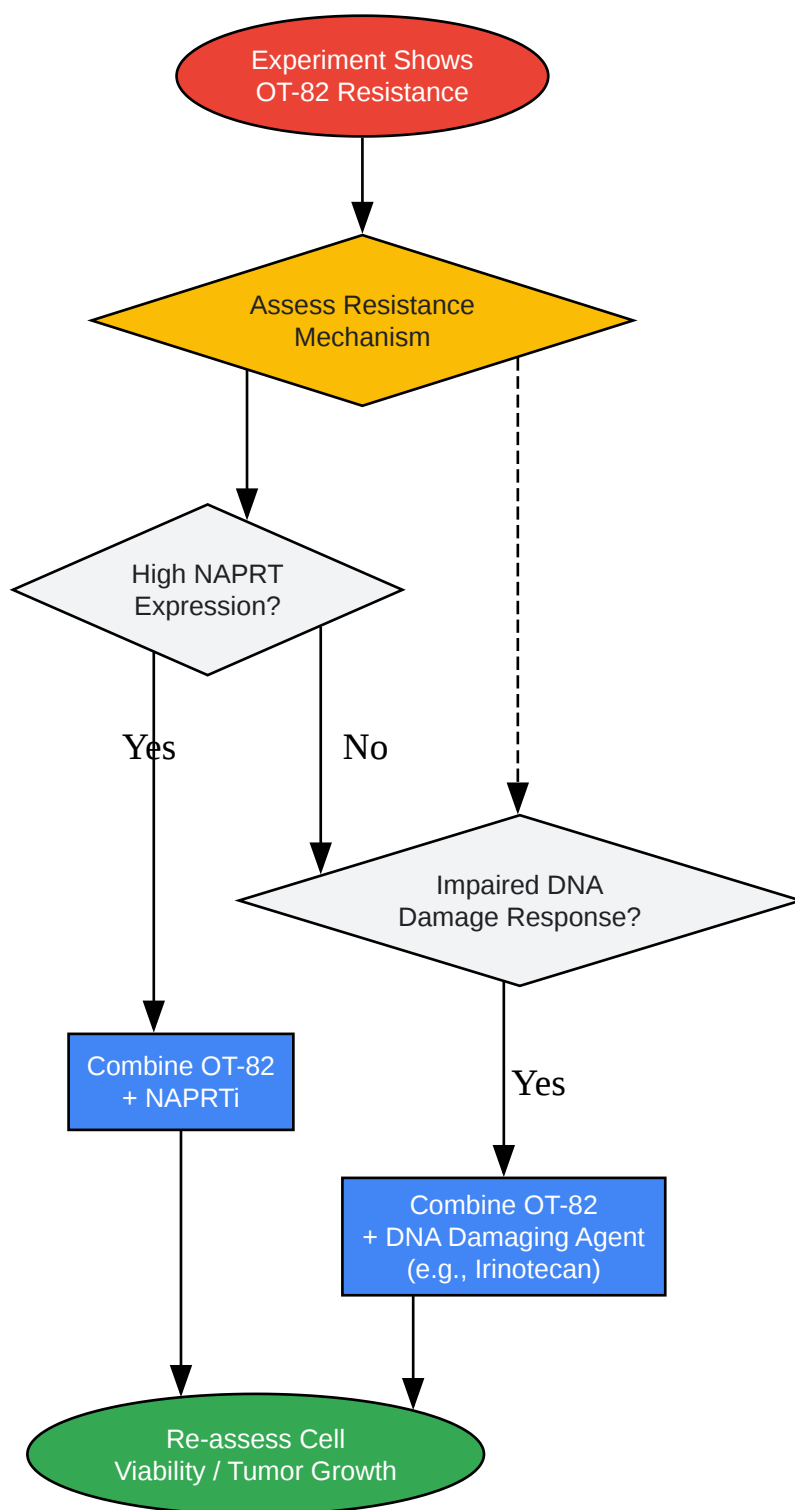 Experiment Shows
OT-82 Resistance
Assess Resistance
Mechanism
High NAPRT
Expression?
Yes
No
Impaired DNA
Damage Response?
Combine OT-82
+ NAPRTi
Yes
Combine OT-82
+ DNA Damaging Agent
(e.g., Irinotecan)
Re-assess Cell
Viability / Tumor Growth